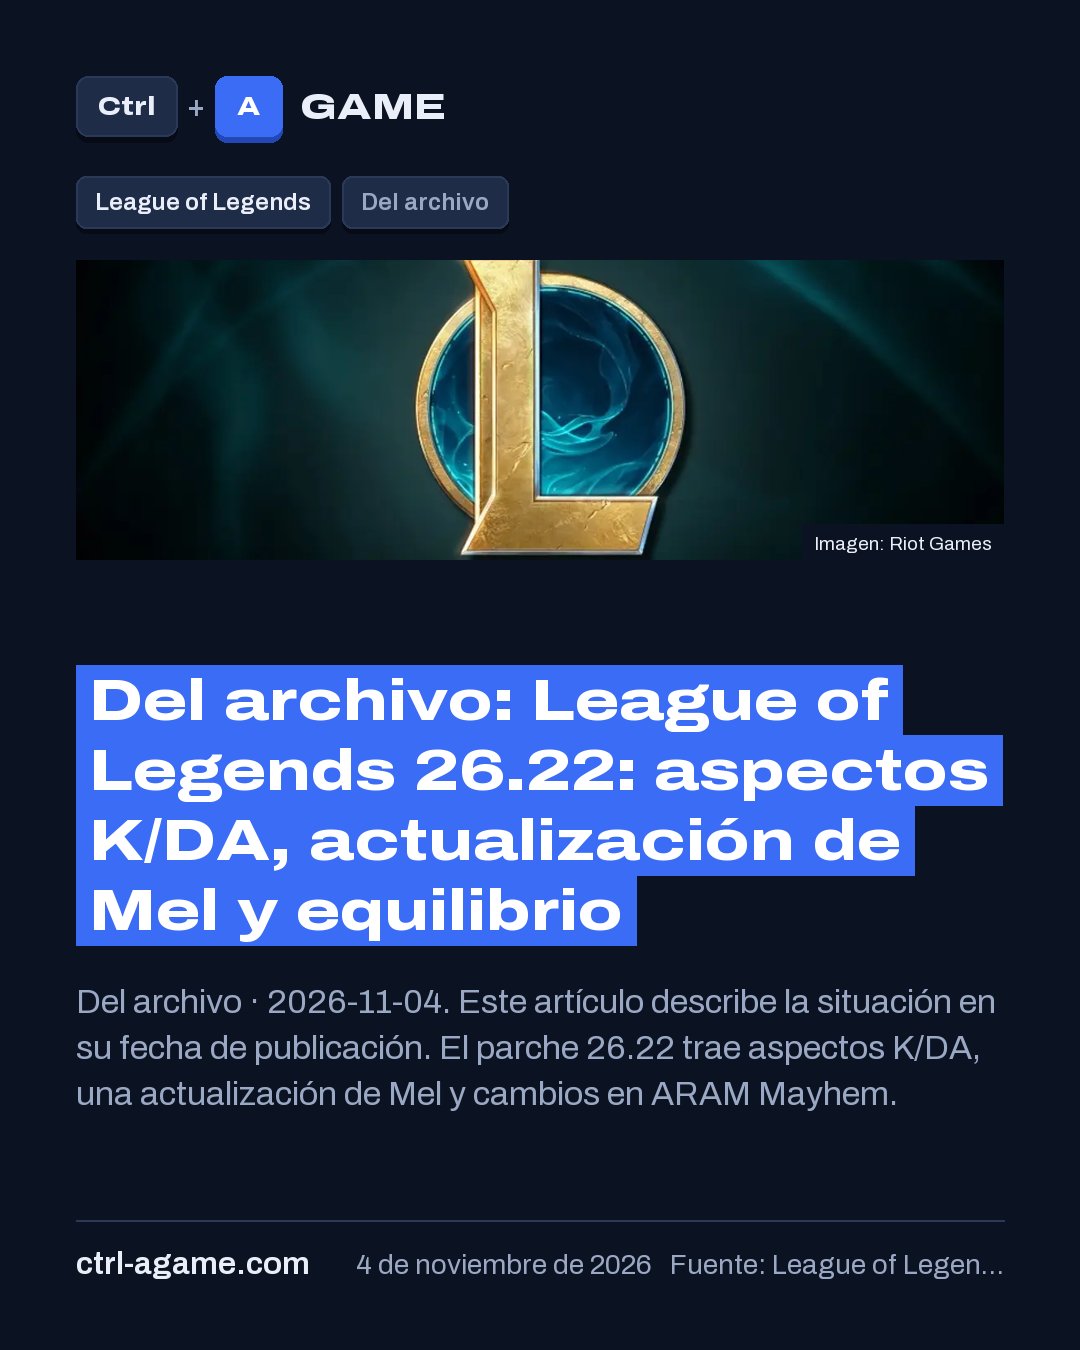 Ctrl + A GAME
League of Legends Del archivo
Imagen: Riot Games
Del archivo: League of
Legends 26.22: aspectos
K/DA, actualización de
Mel y equilibrio
Del archivo · 2026-11-04. Este artículo describe la situación en
su fecha de publicación. El parche 26.22 trae aspectos K/DA,
una actualización de Mel y cambios en ARAM Mayhem.
ctrl-agame.com 4 de noviembre de 2026 Fuente: League of Legen...